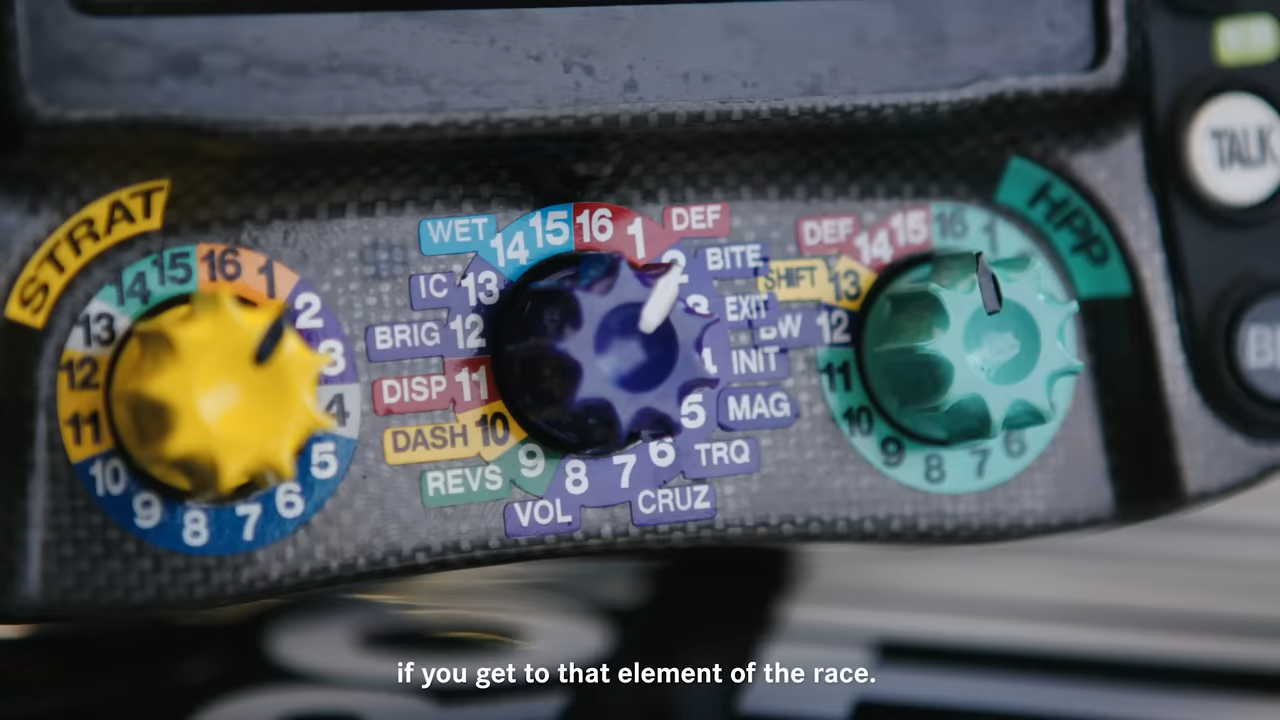 TALK
STRAT
16
1
2
3
4
5
6
7
8
9
10
11
12
13
14
15
WET
15
16
1
DEF
14
2
BITE
IC 13
3
EXIT
BRIG 12
INIT
DISP 11
5
MAG
DASH 10
6
TRQ
REVS 9
7
CRUZ
8
VOL
HPP
DEF
14
15
16
1
SHIFT 13
BW 12
11
10
9
8
7
6
if you get to that element of the race.